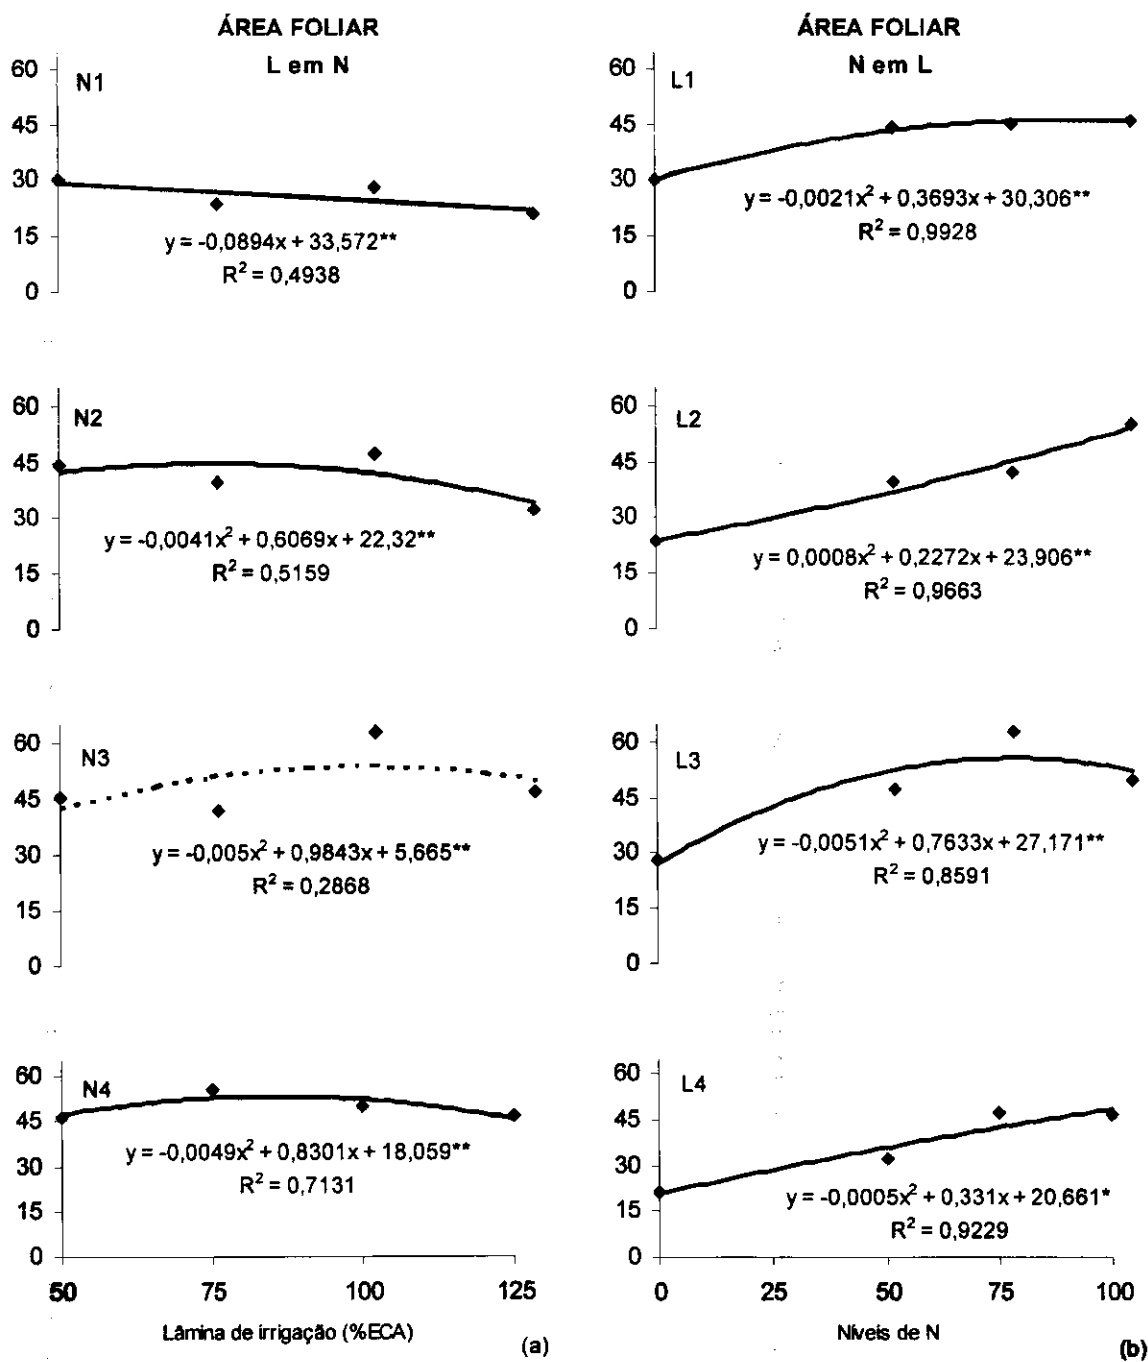 ÁREA FOLIAR
L em N
60
45
30
15
0
N1
y = -0,0894x + 33,572**
R² = 0,4938
60
45
30
15
0
N2
y = -0,0041x² + 0,6069x + 22,32**
R² = 0,5159
60
45
30
15
0
N3
y = -0,005x² + 0,9843x + 5,665**
R² = 0,2868
60
45
30
15
0
N4
y = -0,0049x² + 0,8301x + 18,059**
R² = 0,7131
50 75 100 125
Lâmina de irrigação (%ECA)
(a)
ÁREA FOLIAR
N em L
60
45
30
15
0
L1
y = -0,0021x² + 0,3693x + 30,306**
R² = 0,9928
60
45
30
15
0
L2
y = 0,0008x² + 0,2272x + 23,906**
R² = 0,9663
60
45
30
15
0
L3
y = -0,0051x² + 0,7633x + 27,171**
R² = 0,8591
60
45
30
15
0
L4
y = -0,0005x² + 0,331x + 20,661*
R² = 0,9229
0 25 50 75 100
Níveis de N
(b)